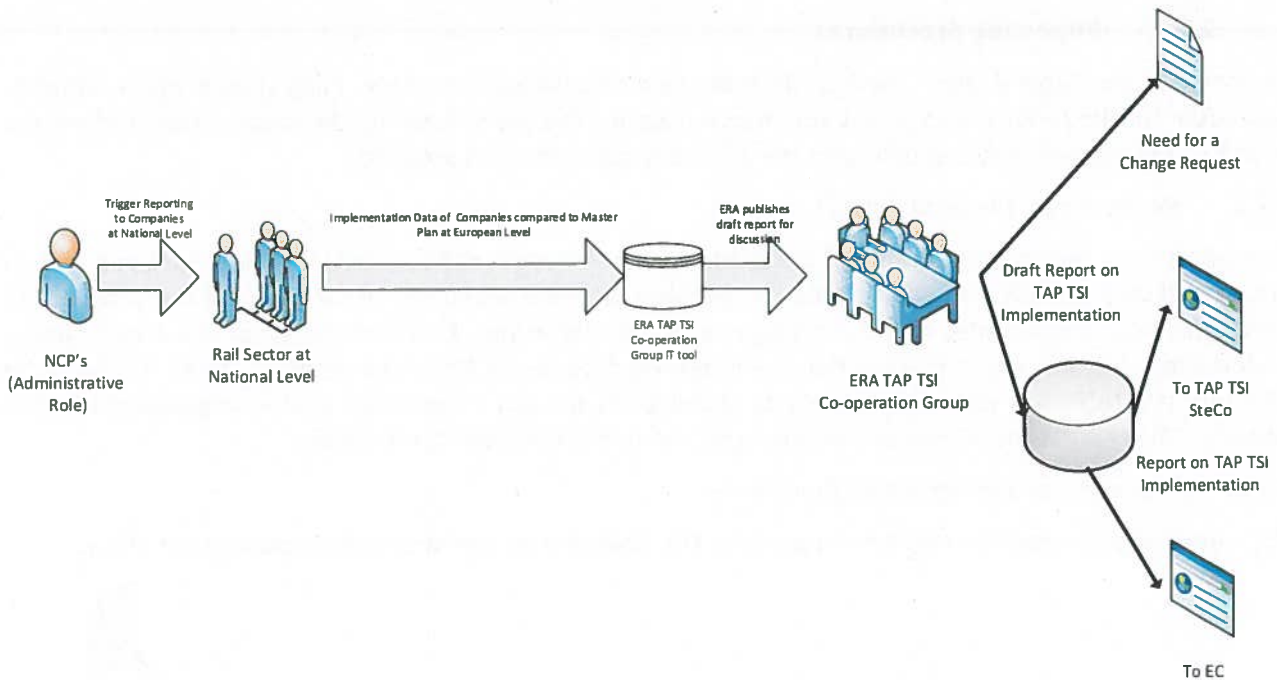 Need for a
Change Request
Trigger Reporting
to Companies
at National Level
Implementation Data of Companies compared to Master
Plan at European Level
ERA publishes
draft report for
discussion
NCP's
(Administrative
Role)
Rail Sector at
National Level
ERA TAP TSI
Co-operation
Group IT tool
ERA TAP TSI
Co-operation Group
Draft Report on
TAP TSI
Implementation
To TAP TSI
SteCo
Report on TAP TSI
Implementation
To EC